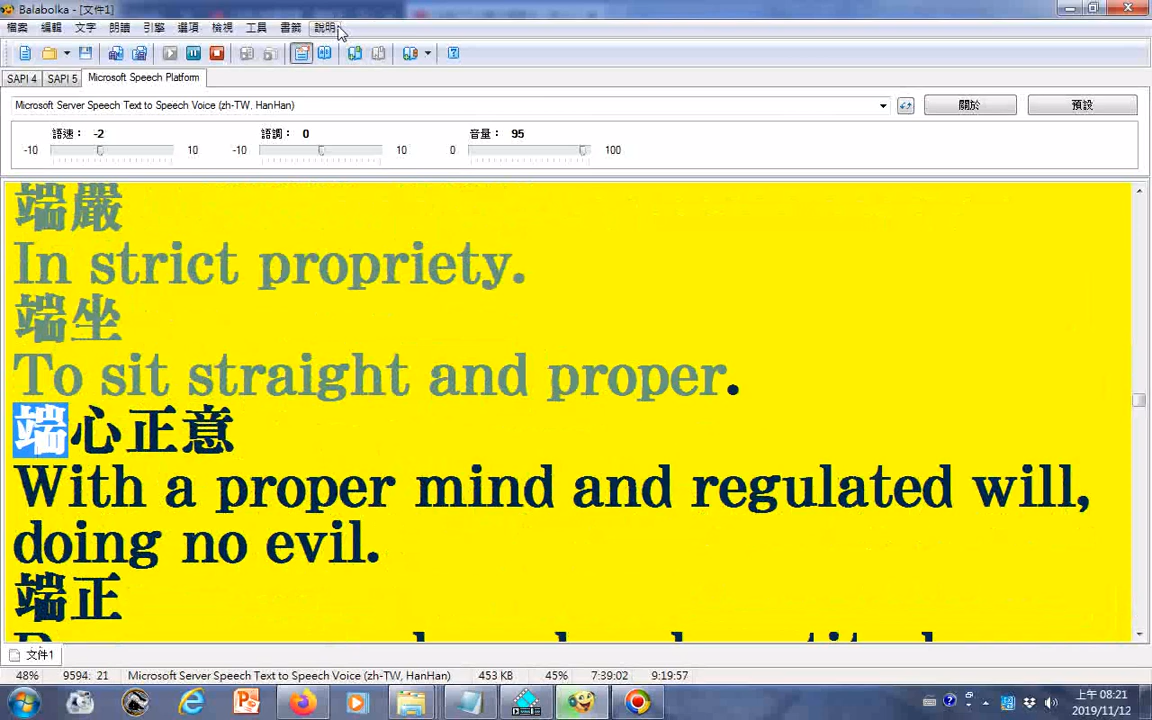 Balabolka - [文件1]
檔案 編輯 文字 朗讀 引擎 選項 檢視 工具 書籤 說明
SAPI 4 SAPI 5 Microsoft Speech Platform
Microsoft Server Speech Text to Speech Voice (zh-TW, HanHan) 關於 預設
語速： -2 語調： 0 音量： 95
-10 10 -10 10 0 100
端嚴
In strict propriety.
端坐
To sit straight and proper.
端心正意
With a proper mind and regulated will,
doing no evil.
端正
文件1
48% 9594: 21 Microsoft Server Speech Text to Speech Voice (zh-TW, HanHan) 453 KB 45% 7:39:02 9:19:57
上午 08:21
2019/11/12